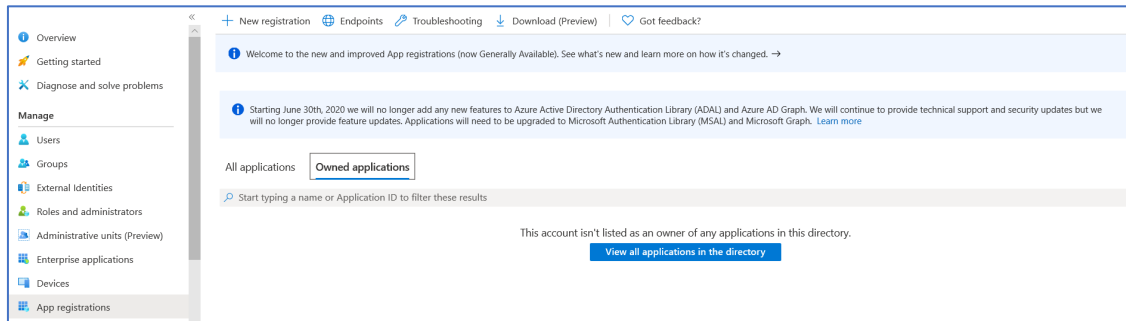 «
Overview
Getting started
Diagnose and solve problems
Manage
Users
Groups
External Identities
Roles and administrators
Administrative units (Preview)
Enterprise applications
Devices
App registrations
New registration Endpoints Troubleshooting Download (Preview) Got feedback?
Welcome to the new and improved App registrations (now Generally Available). See what's new and learn more on how it's changed. →
Starting June 30th, 2020 we will no longer add any new features to Azure Active Directory Authentication Library (ADAL) and Azure AD Graph. We will continue to provide technical support and security updates but we
will no longer provide feature updates. Applications will need to be upgraded to Microsoft Authentication Library (MSAL) and Microsoft Graph. Learn more
All applications Owned applications
Start typing a name or Application ID to filter these results
This account isn't listed as an owner of any applications in this directory.
View all applications in the directory